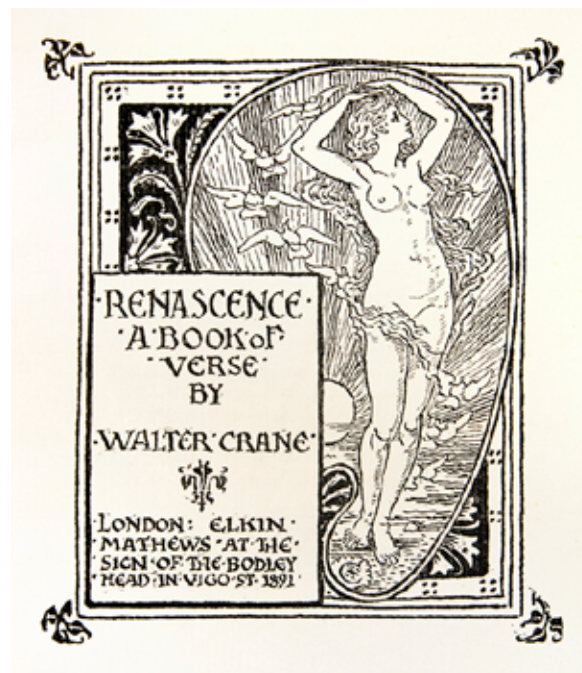 ·RENASCENCE·
·A·BOOK·OF·
·VERSE·
BY
·WALTER·CRANE·
·LONDON: ELKIN·
·MATHEWS·AT·THE·
·SIGN·OF·THE·BODLEY
·HEAD·IN·VIGO·ST·1891·